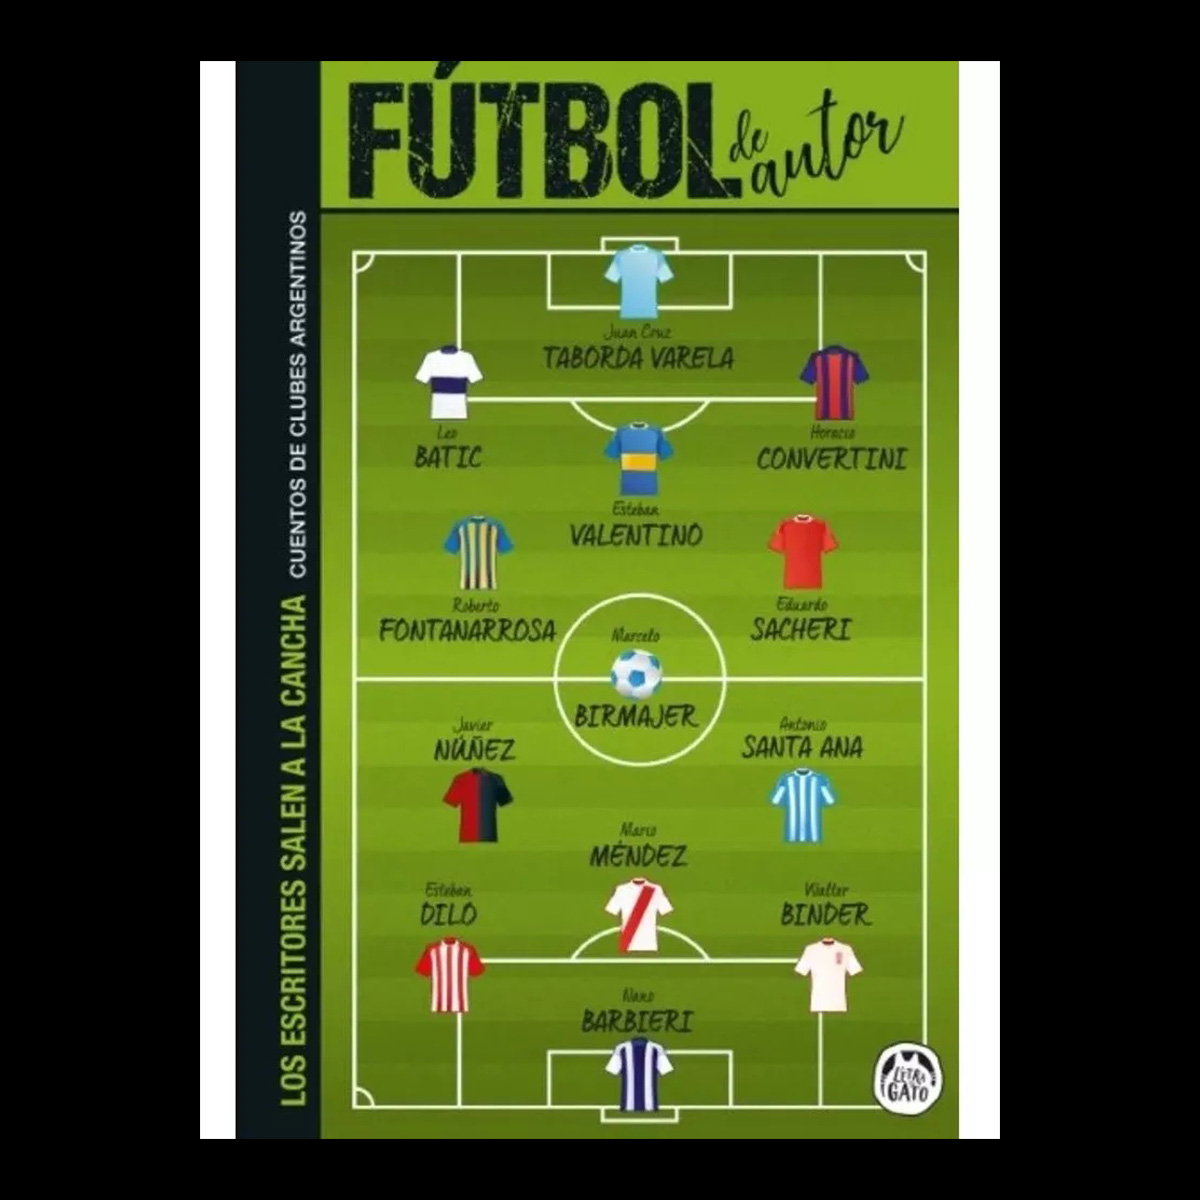 FÚTBOL de autor
LOS ESCRITORES SALEN A LA CANCHA CUENTOS DE CLUBES ARGENTINOS
Juan Cruz
TABORDA VARELA
Leo
BATIC
Horacio
CONVERTINI
Esteban
VALENTINO
Roberto
FONTANARROSA
Eduardo
SACHERI
Marcelo
BIRMAJER
Javier
NÚÑEZ
Antonio
SANTA ANA
Mario
MÉNDEZ
Esteban
DILO
Walter
BINDER
Nano
BARBIERI
LETRA
GATO